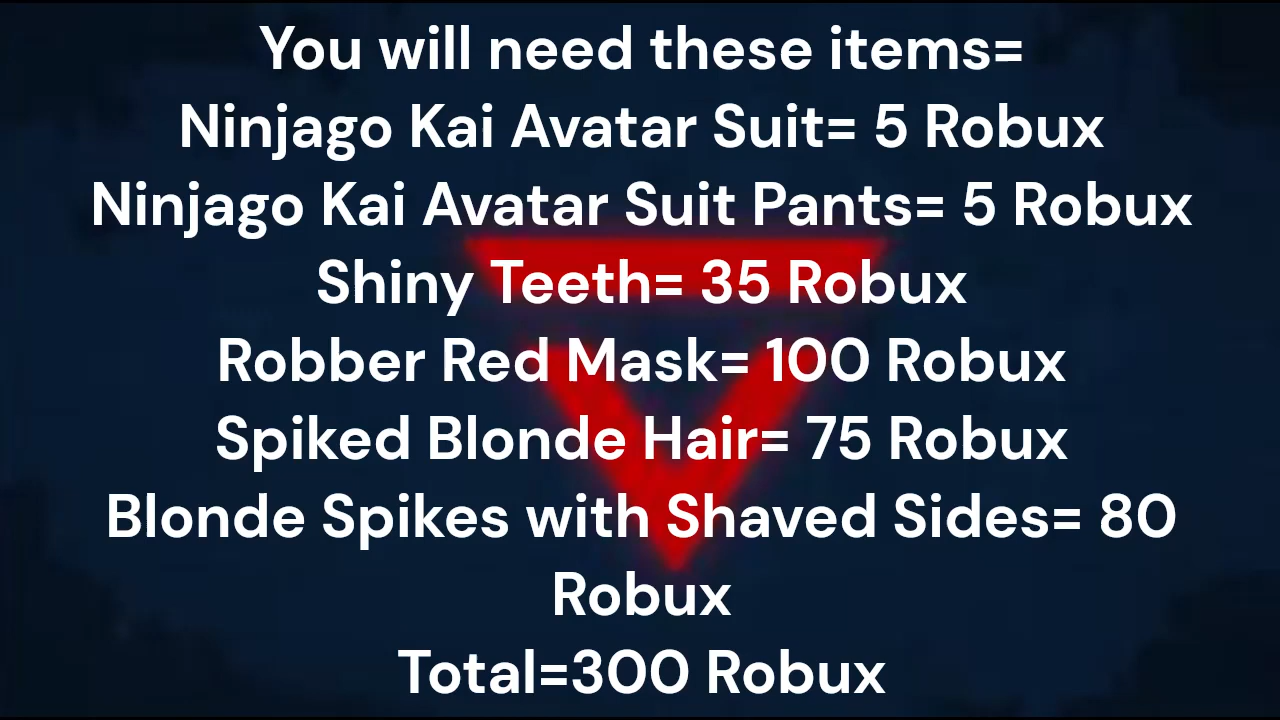 You will need these items=
Ninjago Kai Avatar Suit= 5 Robux
Ninjago Kai Avatar Suit Pants= 5 Robux
Shiny Teeth= 35 Robux
Robber Red Mask= 100 Robux
Spiked Blonde Hair= 75 Robux
Blonde Spikes with Shaved Sides= 80
Robux
Total=300 Robux